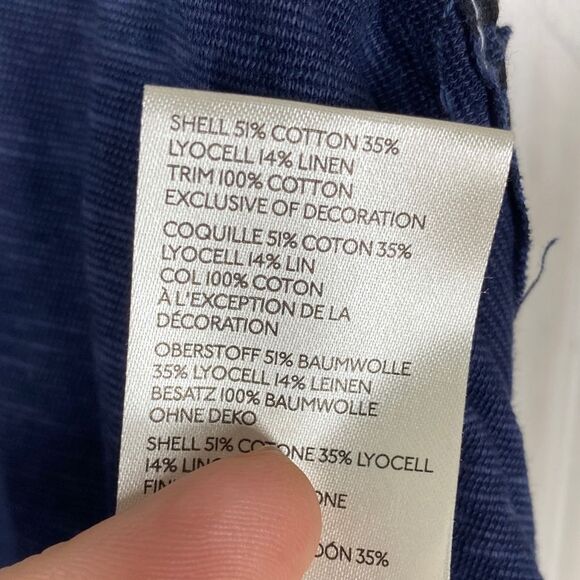 SHELL 51% COTTON 35%
LYOCELL 14% LINEN
TRIM 100% COTTON
EXCLUSIVE OF DECORATION
COQUILLE 51% COTON 35%
LYOCELL 14% LIN
COL 100% COTON
À L'EXCEPTION DE LA
DÉCORATION
OBERSTOFF 51% BAUMWOLLE
35% LYOCELL 14% LEINEN
BESATZ 100% BAUMWOLLE
OHNE DEKO
SHELL 51% COTONE 35% LYOCELL
14%
35%